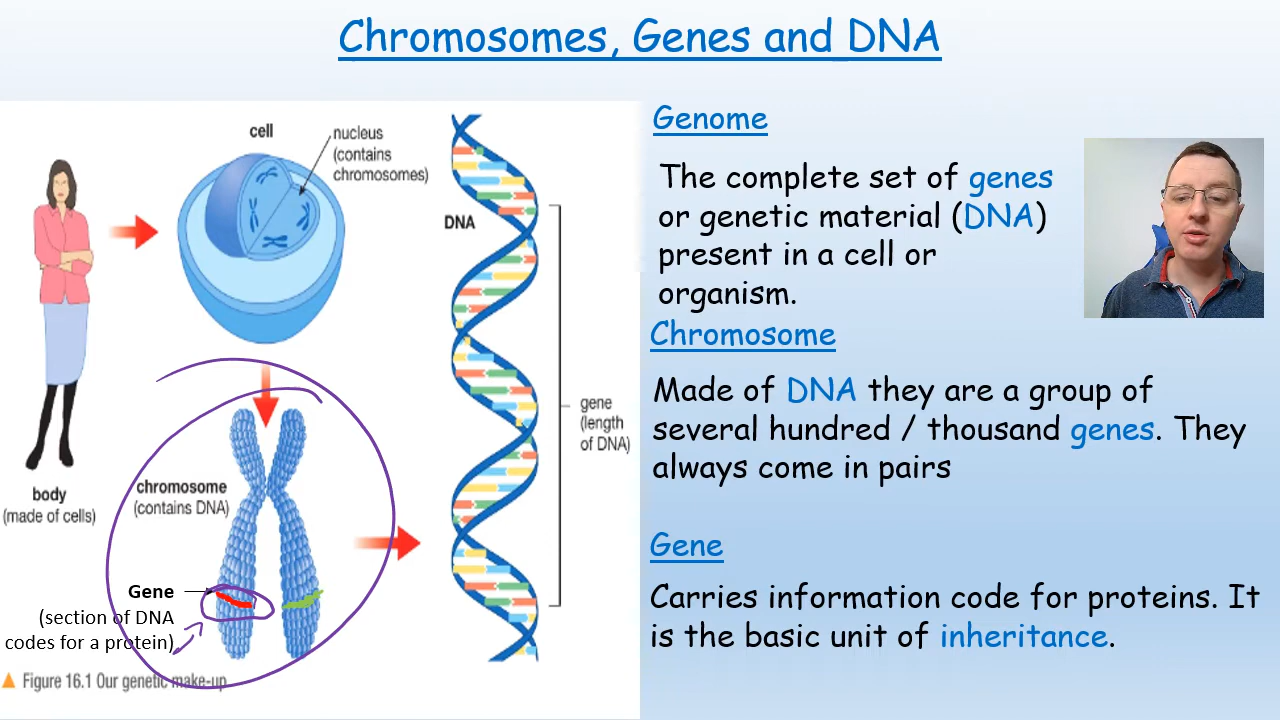 Chromosomes, Genes and DNA
cell
nucleus
(contains
chromosomes)
DNA
gene
(length
of DNA)
body
(made of cells)
chromosome
(contains DNA)
Gene
(section of DNA
codes for a protein)
Figure 16.1 Our genetic make-up
Genome
The complete set of genes
or genetic material (DNA)
present in a cell or
organism.
Chromosome
Made of DNA they are a group of
several hundred / thousand genes. They
always come in pairs
Gene
Carries information code for proteins. It
is the basic unit of inheritance.